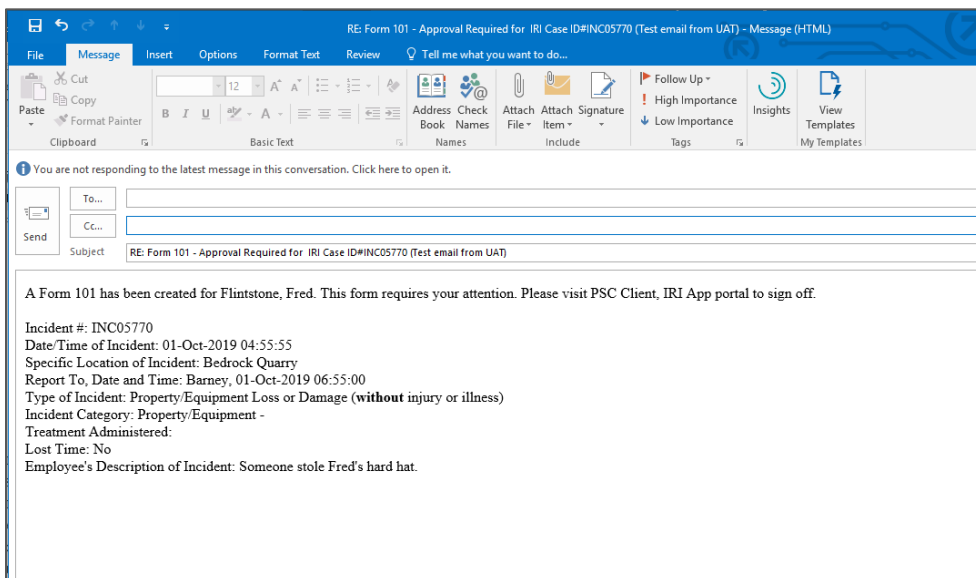 RE: Form 101 - Approval Required for IRI Case ID#INC05770 (Test email from UAT) - Message (HTML)
File Message Insert Options Format Text Review Tell me what you want to do...
Paste
Cut
Copy
Format Painter
Clipboard
12
B I U
Basic Text
Address Book
Check Names
Names
Attach File
Attach Item
Signature
Include
Follow Up
High Importance
Low Importance
Tags
Insights
View Templates
My Templates
You are not responding to the latest message in this conversation. Click here to open it.
Send
To...
Cc...
Subject RE: Form 101 - Approval Required for IRI Case ID#INC05770 (Test email from UAT)
A Form 101 has been created for Flintstone, Fred. This form requires your attention. Please visit PSC Client, IRI App portal to sign off.
Incident #: INC05770
Date/Time of Incident: 01-Oct-2019 04:55:55
Specific Location of Incident: Bedrock Quarry
Report To, Date and Time: Barney, 01-Oct-2019 06:55:00
Type of Incident: Property/Equipment Loss or Damage (without injury or illness)
Incident Category: Property/Equipment -
Treatment Administered:
Lost Time: No
Employee's Description of Incident: Someone stole Fred's hard hat.